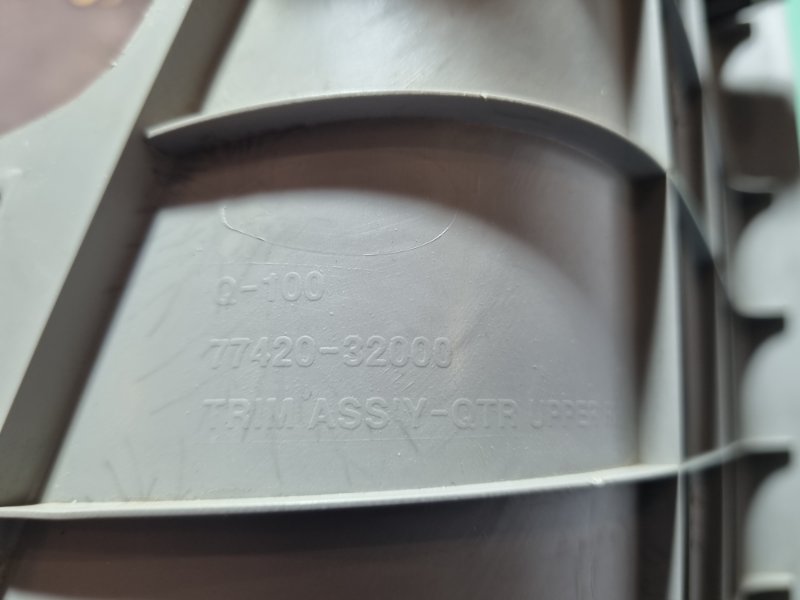 Q-100
77420-32000
TRIM ASS'Y-QTR UPPER